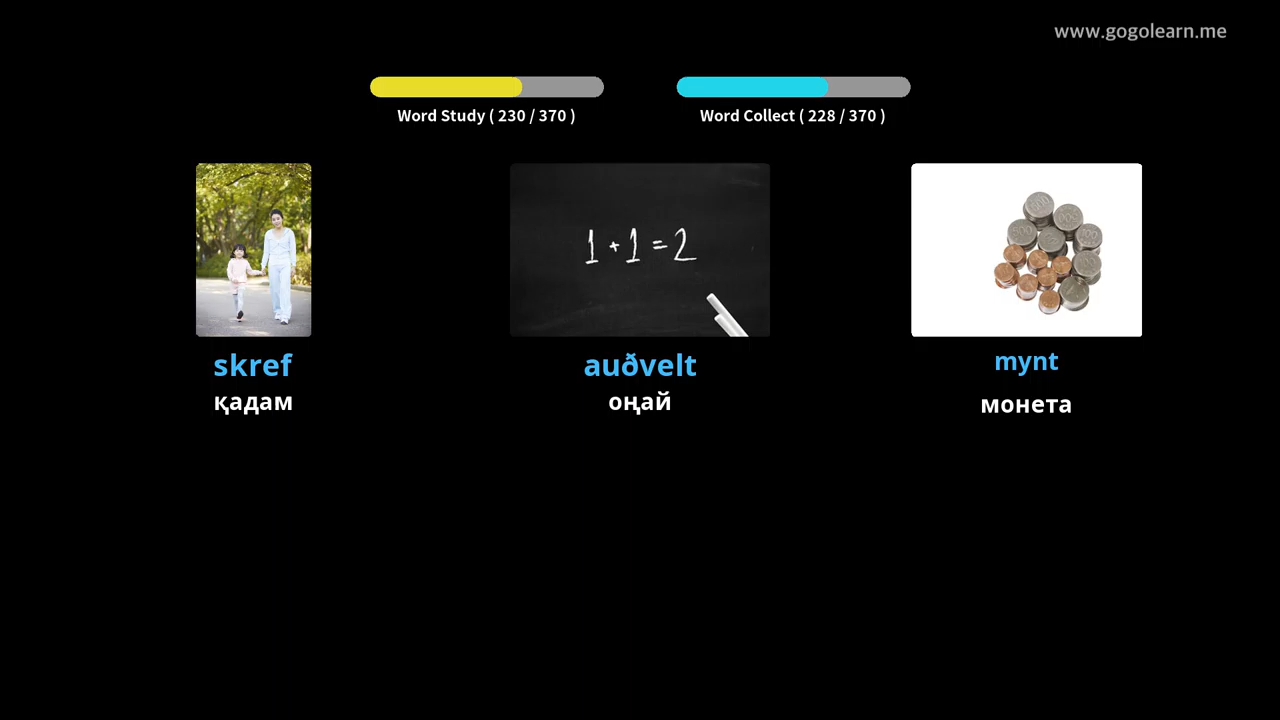 www.gogolearn.me
Word Study ( 230 / 370 )
Word Collect ( 228 / 370 )
1 + 1 = 2
skref
қадам
auðvelt
оңай
mynt
монета